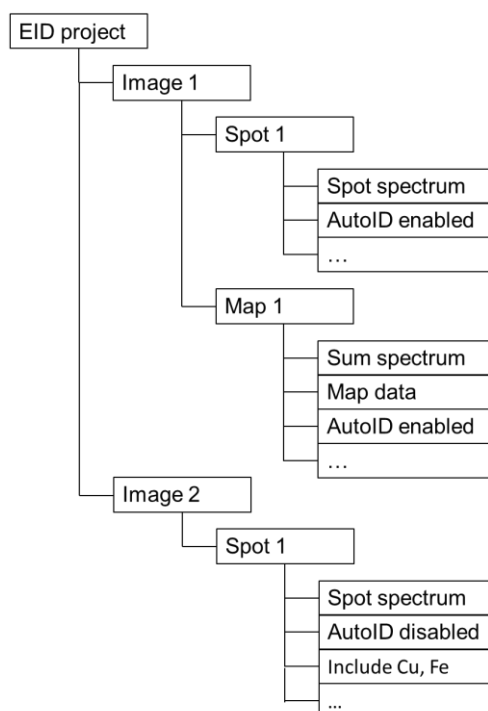 EID project
Image 1
Spot 1
Spot spectrum
AutoID enabled
...
Map 1
Sum spectrum
Map data
AutoID enabled
...
Image 2
Spot 1
Spot spectrum
AutoID disabled
Include Cu, Fe
...